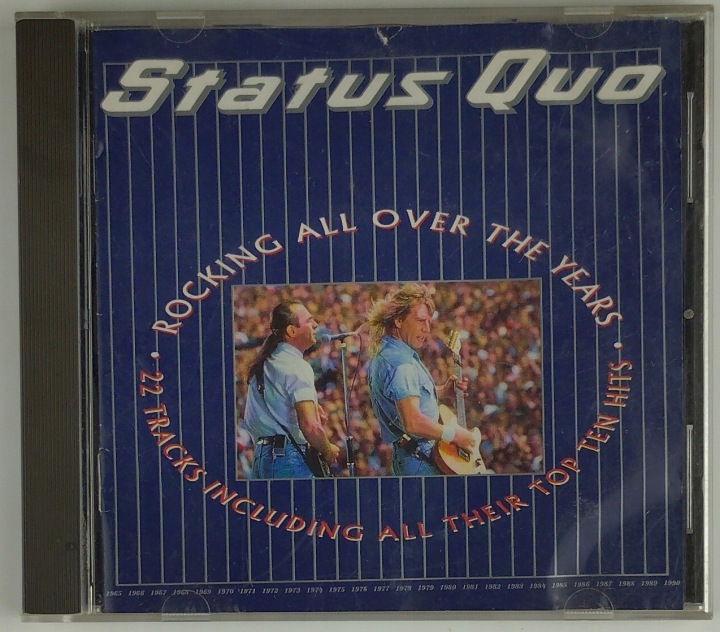 Status Quo
• ROCKING ALL OVER THE YEARS •
22 TRACKS INCLUDING ALL THEIR TOP TEN HITS
1965 1966 1967 1968 1969 1970 1971 1972 1973 1974 1975 1976 1977 1978 1979 1980 1981 1982 1983 1984 1985 1986 1987 1988 1989 1990